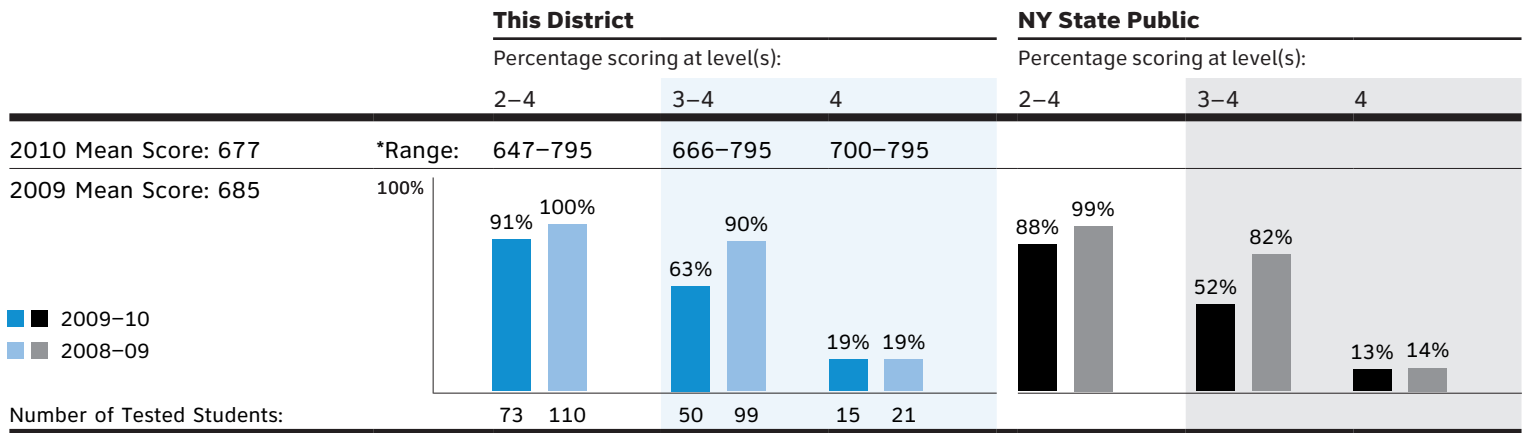 This District NY State Public
Percentage scoring at level(s): Percentage scoring at level(s):
2–4 3–4 4 2–4 3–4 4
2010 Mean Score: 677 *Range: 647–795 666–795 700–795
2009 Mean Score: 685 100%
91% 100% 63% 90% 19% 19% 88% 99% 52% 82% 13% 14%
2009–10
2008–09
Number of Tested Students: 73 110 50 99 15 21